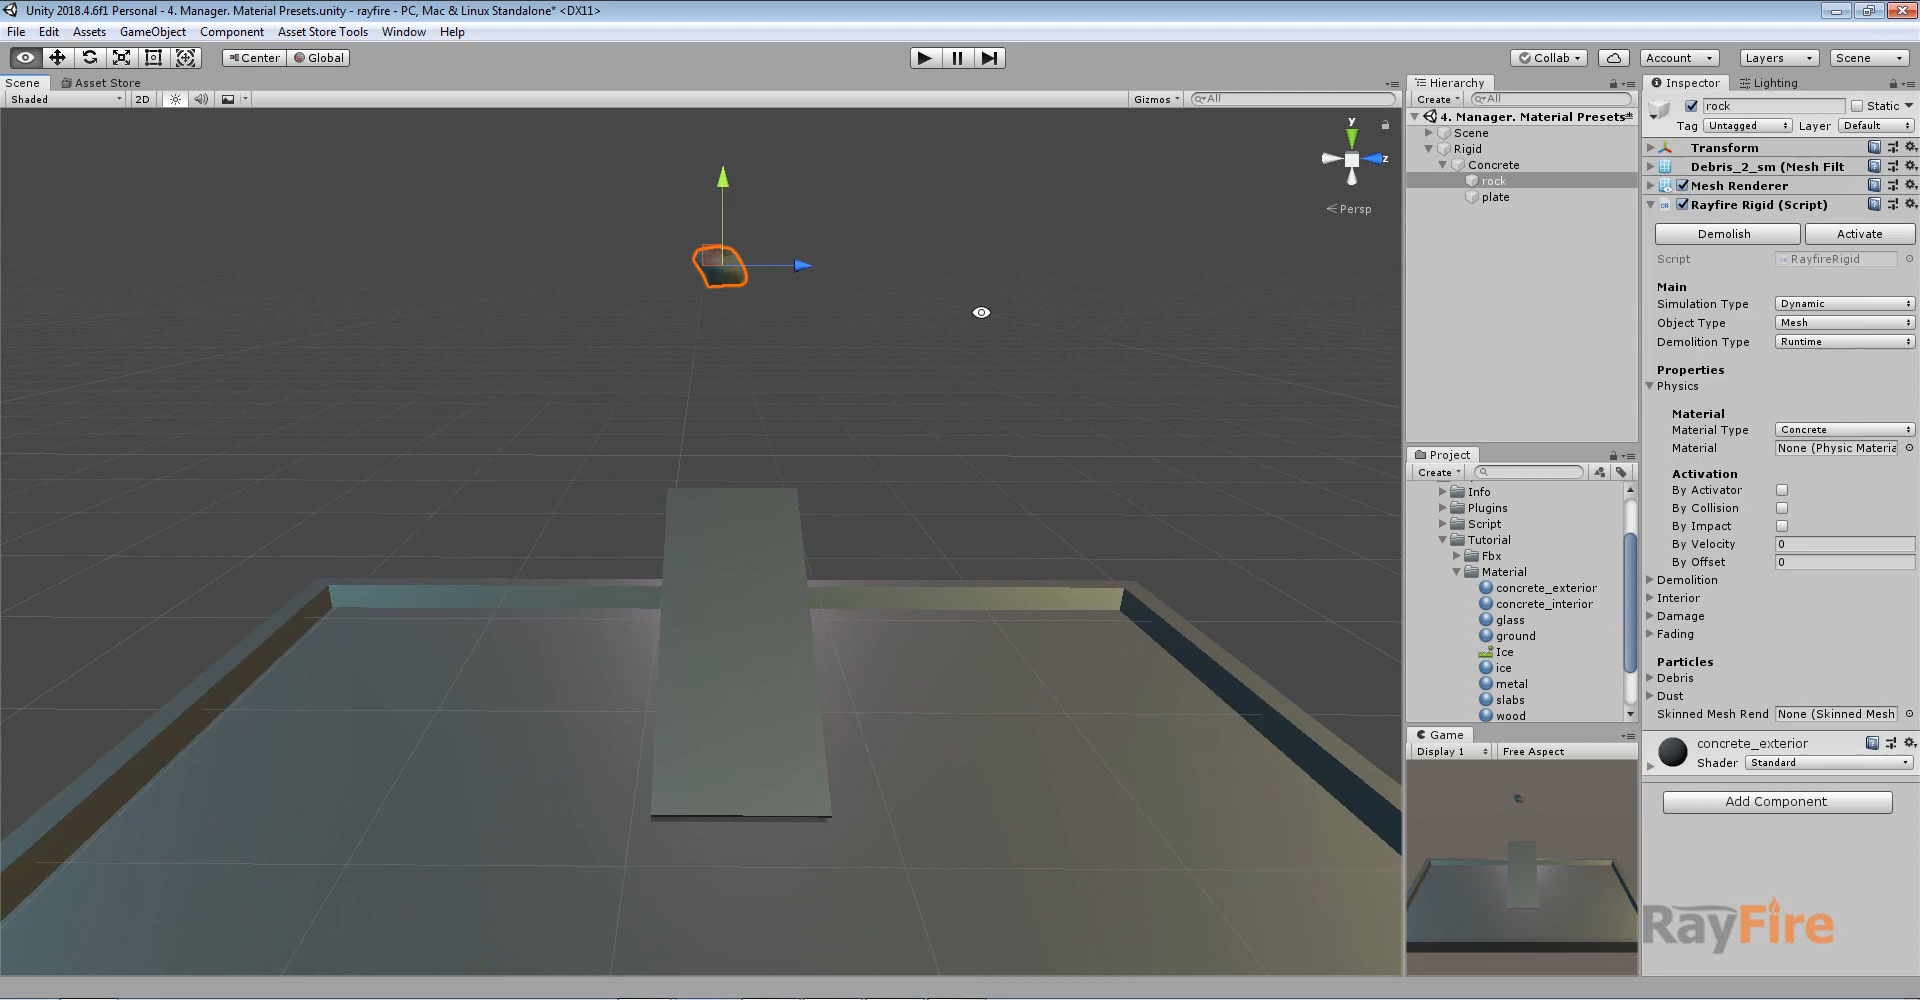 Unity 2018.4.6f1 Personal - 4. Manager. Material Presets.unity - rayfire - PC, Mac & Linux Standalone* <DX11>
File Edit Assets GameObject Component Asset Store Tools Window Help
Center Global Collab Account Layers Scene
Scene Asset Store
Shaded 2D Gizmos All
y
z
Persp
Hierarchy
Create All
4. Manager. Material Presets*
Scene
Rigid
Concrete
rock
plate
Project
Create
Info
Plugins
Script
Tutorial
Fbx
Material
concrete_exterior
concrete_interior
glass
ground
Ice
ice
metal
slabs
wood
Game
Display 1 Free Aspect
Inspector Lighting
rock Static
Tag Untagged Layer Default
Transform
Debris_2_sm (Mesh Filt
Mesh Renderer
Rayfire Rigid (Script)
Demolish Activate
Script RayfireRigid
Main
Simulation Type Dynamic
Object Type Mesh
Demolition Type Runtime
Properties
Physics
Material
Material Type Concrete
Material None (Physic Materia
Activation
By Activator
By Collision
By Impact
By Velocity 0
By Offset 0
Demolition
Interior
Damage
Fading
Particles
Debris
Dust
Skinned Mesh Rend None (Skinned Mesh
concrete_exterior
Shader Standard
Add Component
RayFire